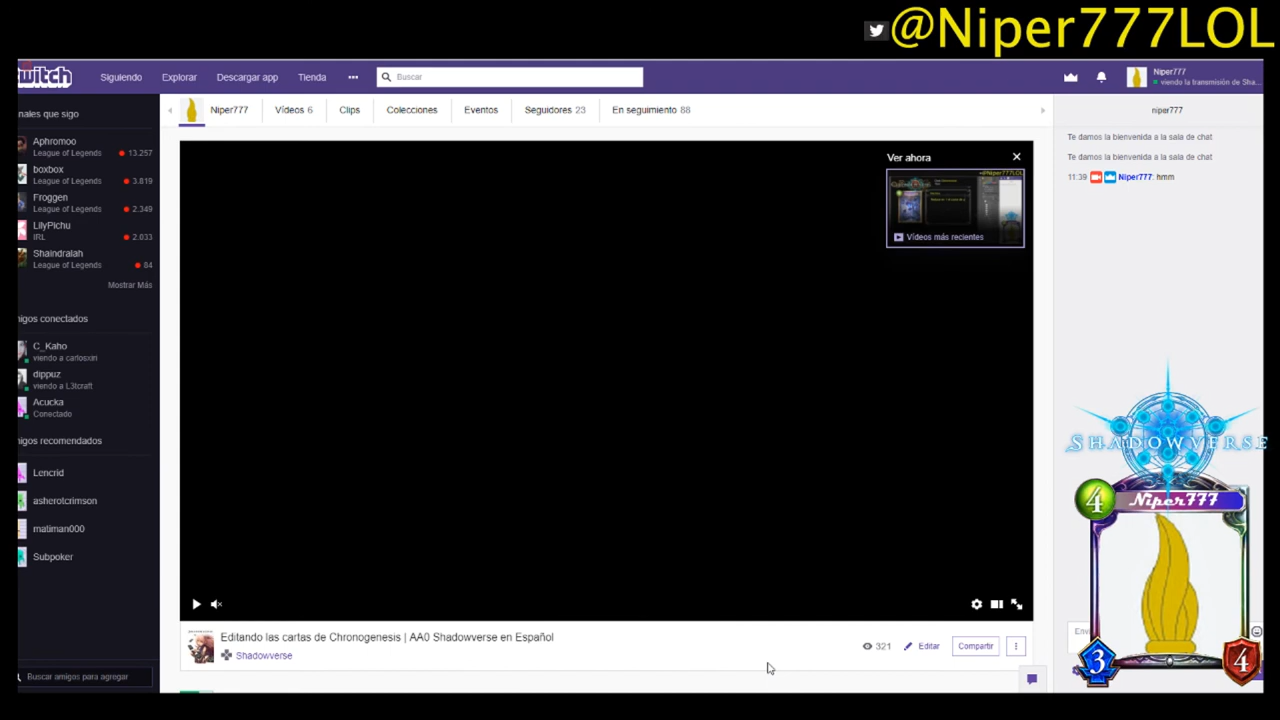 @Niper777LOL
witch
Siguiendo
Explorar
Descargar app
Tienda
Buscar
Niper777
viendo la transmisión de Sha...
nales que sigo
Aphromoo
League of Legends
13.257
boxbox
League of Legends
3.819
Froggen
League of Legends
2.349
LilyPichu
IRL
2.033
Shaindralah
League of Legends
84
Mostrar Más
nigos conectados
C_Kaho
viendo a carlosxiri
dippuz
viendo a L3tcraft
Acucka
Conectado
nigos recomendados
Lencrid
asherotcrimson
matiman000
Subpoker
Buscar amigos para agregar
Niper777
Vídeos 6
Clips
Colecciones
Eventos
Seguidores 23
En seguimiento 88
Ver ahora
Vídeos más recientes
Editando las cartas de Chronogenesis | AA0 Shadowverse en Español
Shadowverse
321
Editar
Compartir
niper777
Te damos la bienvenida a la sala de chat
Te damos la bienvenida a la sala de chat
11:39 Niper777: hmm
SHADOWVERSE
4
Niper777
Env
3
4